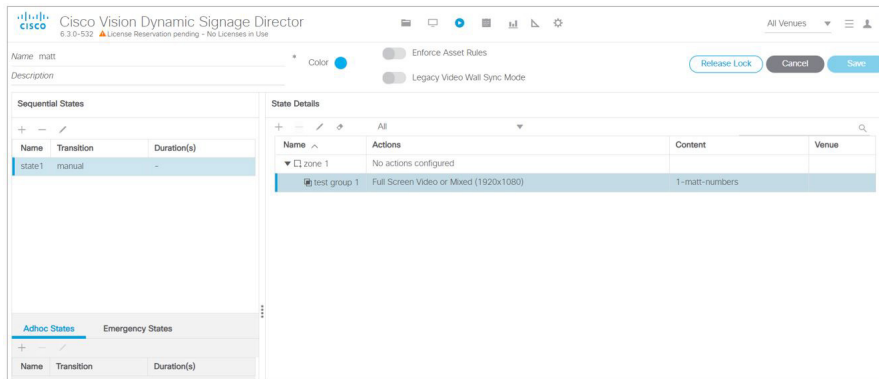 CISCO
Cisco Vision Dynamic Signage Director
6.3.0-532 License Reservation pending - No Licenses in Use
All Venues
Name matt *
Description
Color
Enforce Asset Rules
Legacy Video Wall Sync Mode
Release Lock
Cancel
Save
Sequential States
Name Transition Duration(s)
state1 manual -
Adhoc States Emergency States
Name Transition Duration(s)
State Details
All
Name Actions Content Venue
zone 1 No actions configured
test group 1 Full Screen Video or Mixed (1920x1080) 1-matt-numbers